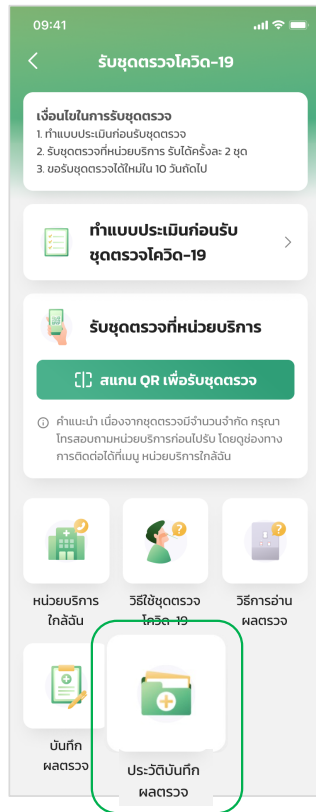 09:41
รับชุดตรวจโควิด-19
เงื่อนไขในการรับชุดตรวจ
1. ทำแบบประเมินก่อนรับชุดตรวจ
2. รับชุดตรวจที่หน่วยบริการ รับได้ครั้งละ 2 ชุด
3. ขอรับชุดตรวจได้ใหม่ใน 10 วันถัดไป
ทำแบบประเมินก่อนรับ
ชุดตรวจโควิด-19
รับชุดตรวจที่หน่วยบริการ
สแกน QR เพื่อรับชุดตรวจ
คำแนะนำ เนื่องจากชุดตรวจมีจำนวนจำกัด กรุณา
โทรสอบถามหน่วยบริการก่อนไปรับ โดยดูช่องทาง
การติดต่อได้ที่เมนู หน่วยบริการใกล้ฉัน
หน่วยบริการ
ใกล้ฉัน
วิธีใช้ชุดตรวจ
โควิด-19
วิธีการอ่าน
ผลตรวจ
บันทึก
ผลตรวจ
ประวัติบันทึก
ผลตรวจ